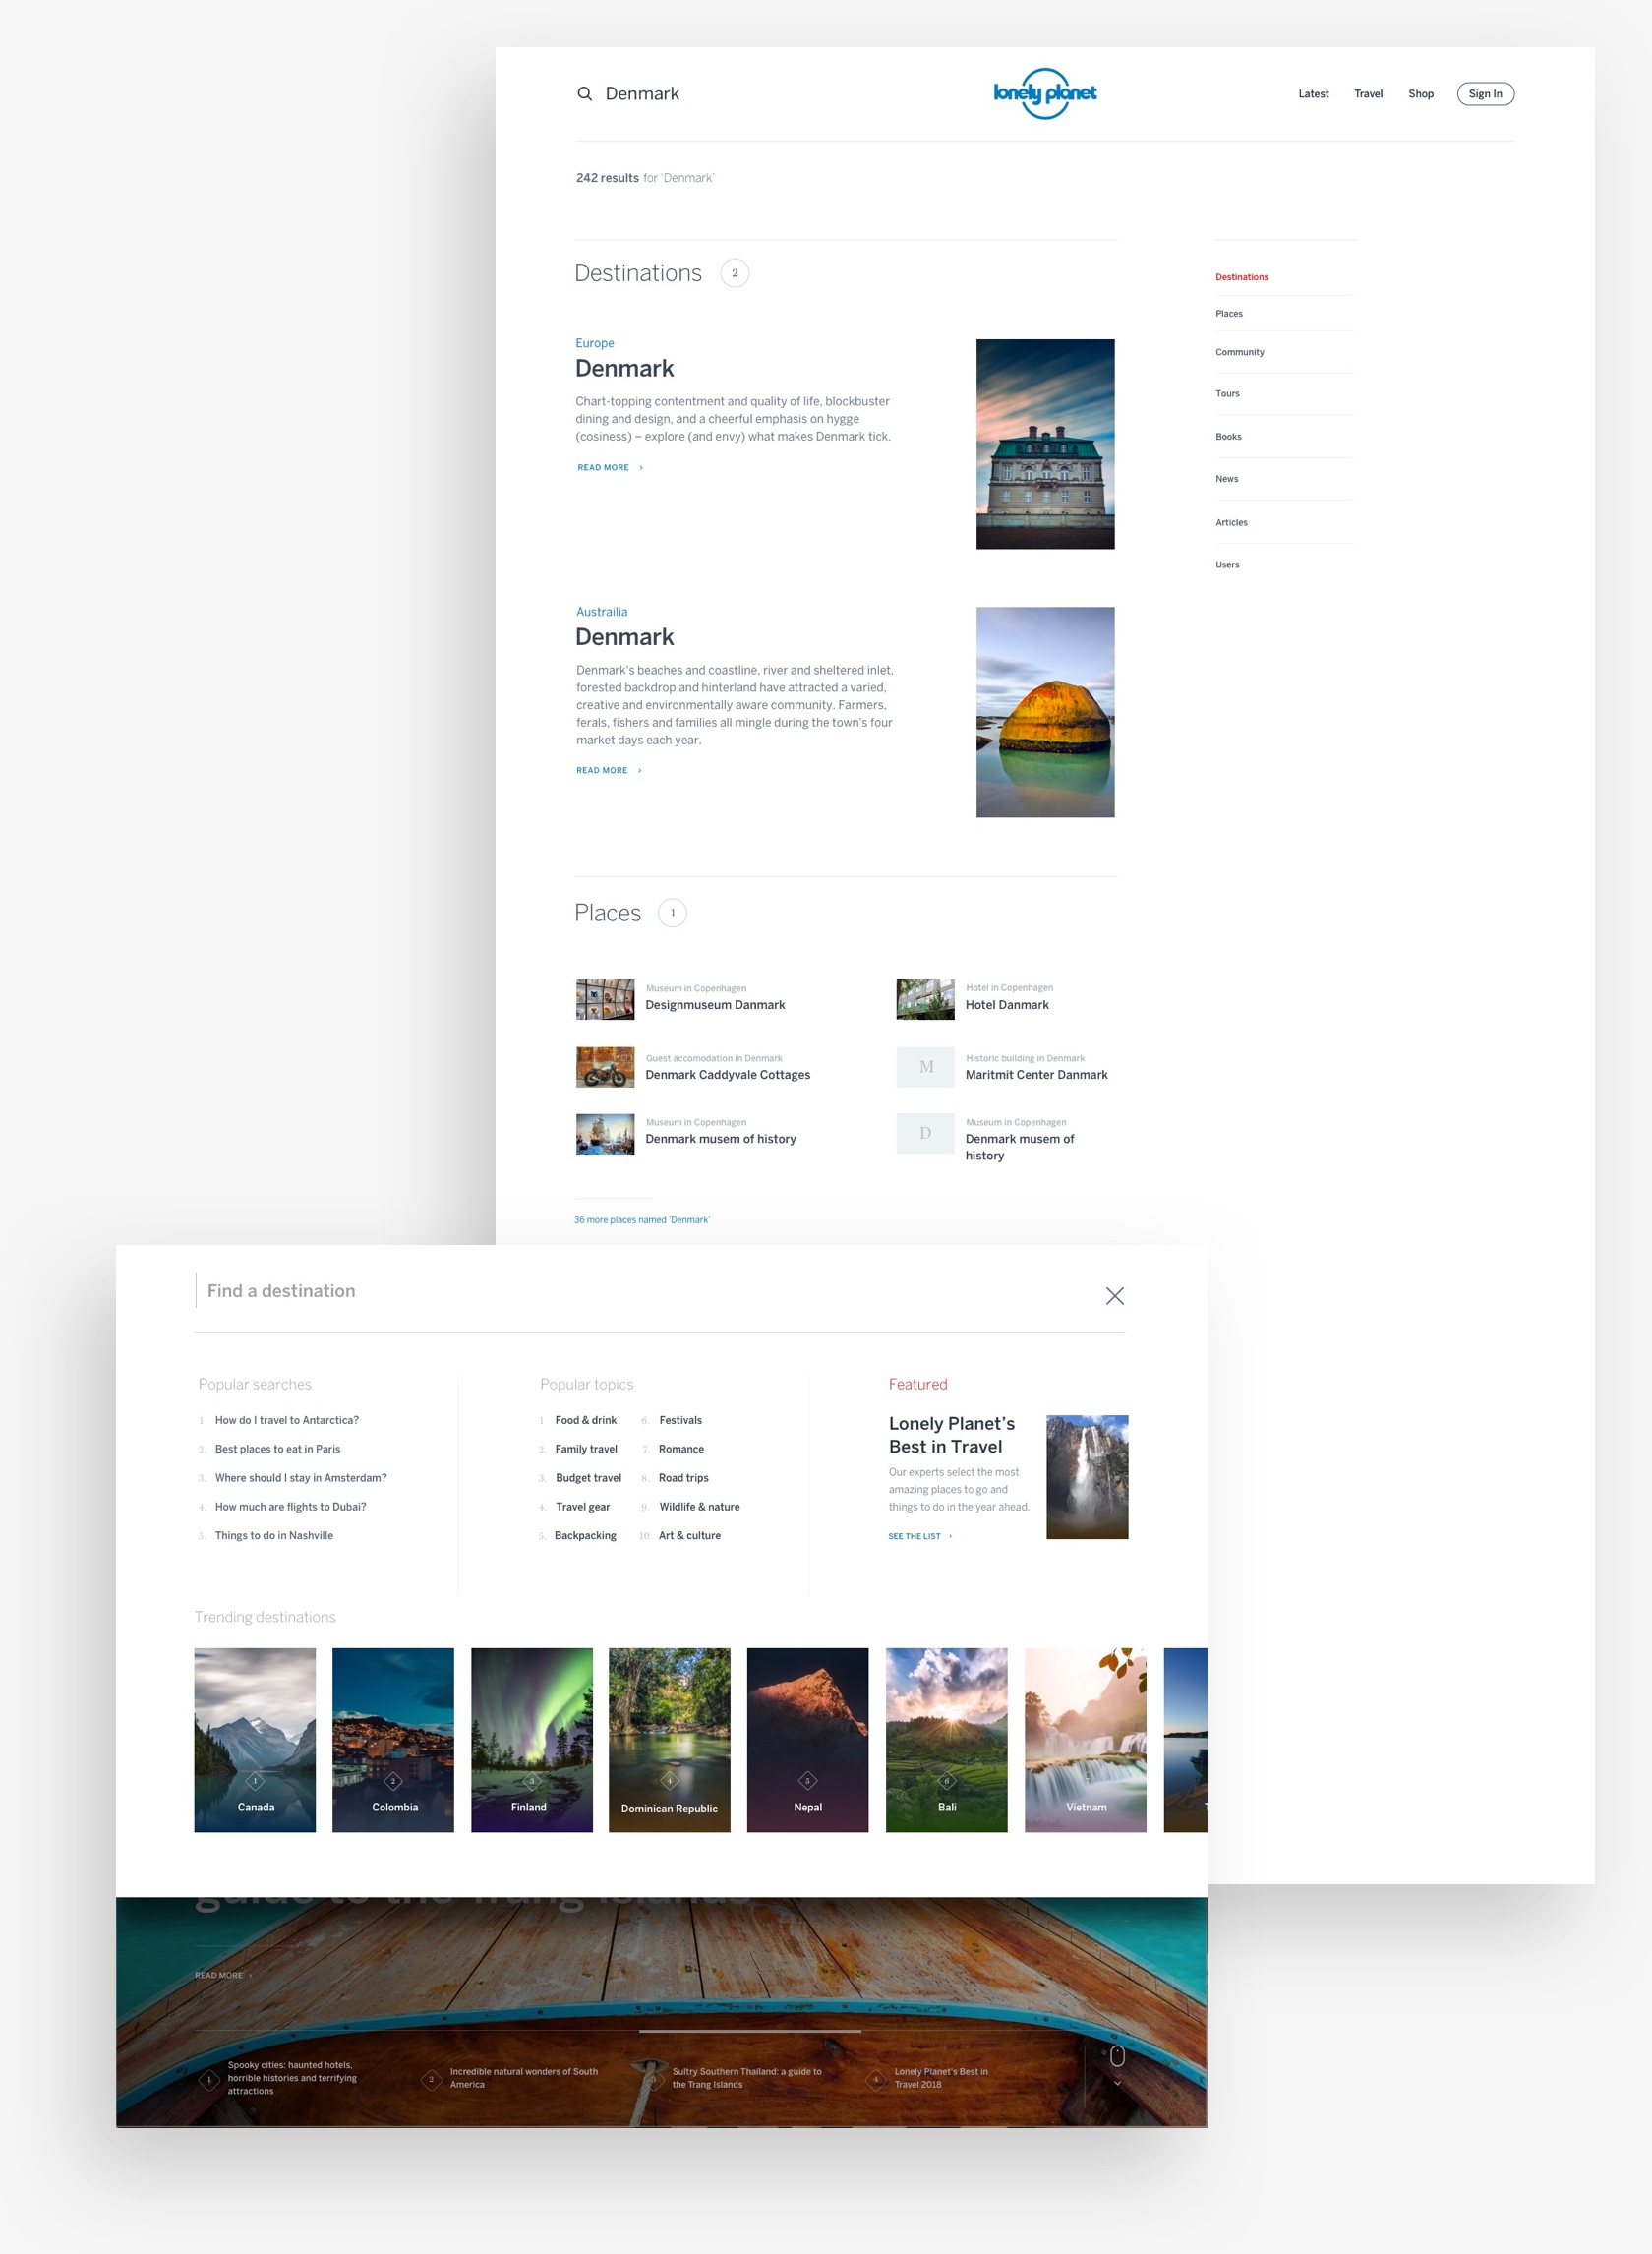 Denmark
lonely planet
Latest Travel Shop Sign In
242 results for ‘Denmark’
Destinations 2
Europe
Denmark
Chart-topping contentment and quality of life, blockbuster
dining and design, and a cheerful emphasis on hygge
(cosiness) – explore (and envy) what makes Denmark tick.
READ MORE ›
Austrailia
Denmark
Denmark’s beaches and coastline, river and sheltered inlet,
forested backdrop and hinterland have attracted a varied,
creative and environmentally aware community. Farmers,
ferals, fishers and families all mingle during the town’s four
market days each year.
READ MORE ›
Destinations
Places
Community
Tours
Books
News
Articles
Users
Places 1
Museum in Copenhagen
Designmuseum Danmark
Hotel in Copenhagen
Hotel Danmark
Guest accomodation in Denmark
Denmark Caddyvale Cottages
M
Historic building in Denmark
Maritmit Center Danmark
Museum in Copenhagen
Denmark musem of history
D
Museum in Copenhagen
Denmark musem of
history
36 more places named ‘Denmark’
Find a destination
Popular searches
1 How do I travel to Antarctica?
2. Best places to eat in Paris
3. Where should I stay in Amsterdam?
4. How much are flights to Dubai?
5. Things to do in Nashville
Popular topics
1 Food & drink
2. Family travel
3. Budget travel
4. Travel gear
5. Backpacking
6. Festivals
7. Romance
8. Road trips
9. Wildlife & nature
10. Art & culture
Featured
Lonely Planet’s
Best in Travel
Our experts select the most
amazing places to go and
things to do in the year ahead.
SEE THE LIST ›
Trending destinations
1
Canada
2
Colombia
3
Finland
4
Dominican Republic
5
Nepal
6
Bali
Vietnam
guide to the Trang Islands
READ MORE ›
1
Spooky cities: haunted hotels,
horrible histories and terrifying
attractions
2
Incredible natural wonders of South
America
3
Sultry Southern Thailand: a guide to
the Trang Islands
4
Lonely Planet’s Best in
Travel 2018